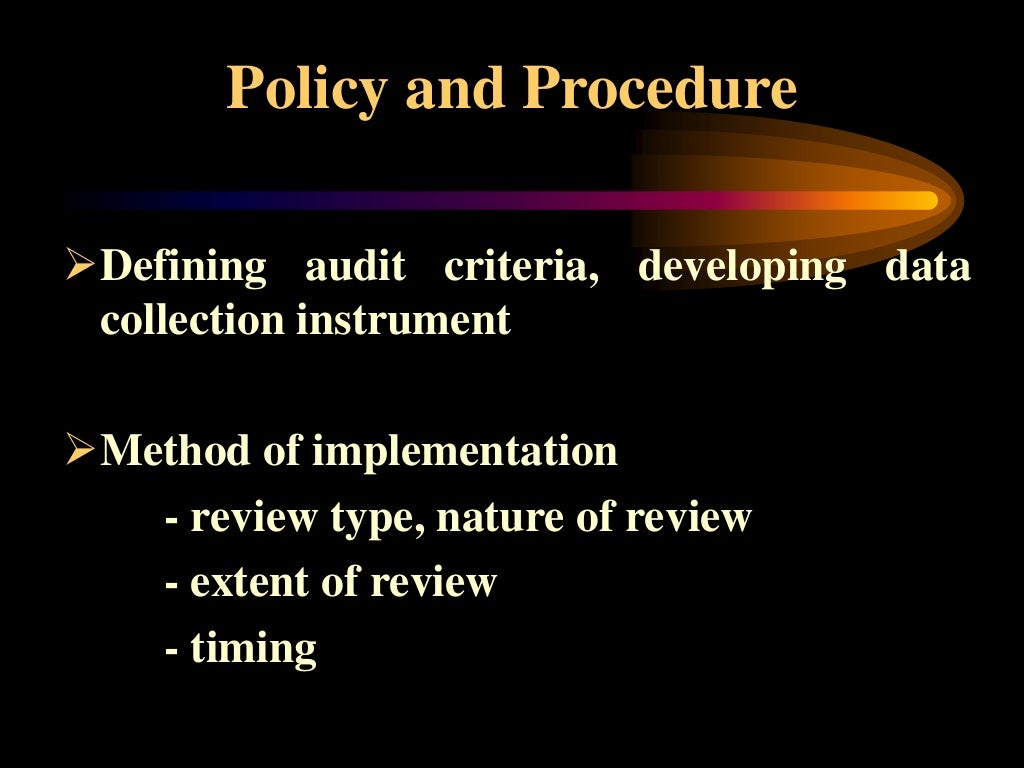 Policy and Procedure
➢Defining audit criteria, developing data
collection instrument
➢Method of implementation
- review type, nature of review
- extent of review
- timing